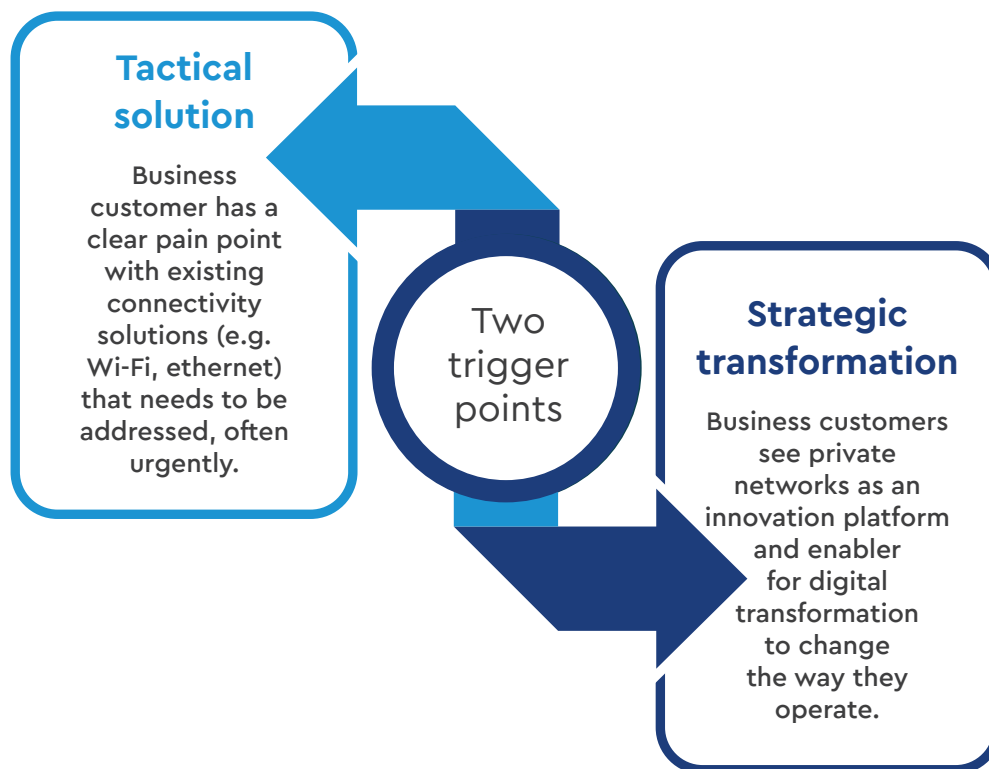 Tactical
solution
Business
customer has a
clear pain point
with existing
connectivity
solutions (e.g.
Wi-Fi, ethernet)
that needs to be
addressed, often
urgently.
Two
trigger
points
Strategic
transformation
Business customers
see private
networks as an
innovation platform
and enabler
for digital
transformation
to change
the way they
operate.